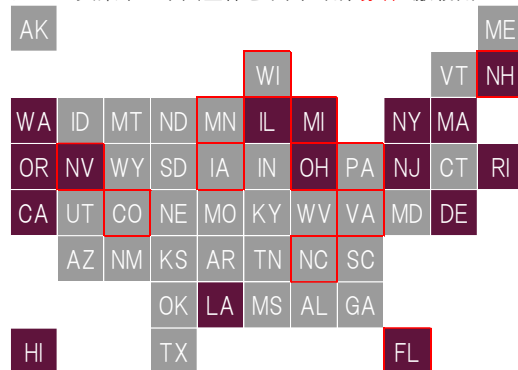 AK ME
WI VT NH
WA ID MT ND MN IL MI NY MA
OR NV WY SD IA IN OH PA NJ CT RI
CA UT CO NE MO KY WV VA MD DE
AZ NM KS AR TN NC SC
OK LA MS AL GA
HI TX FL